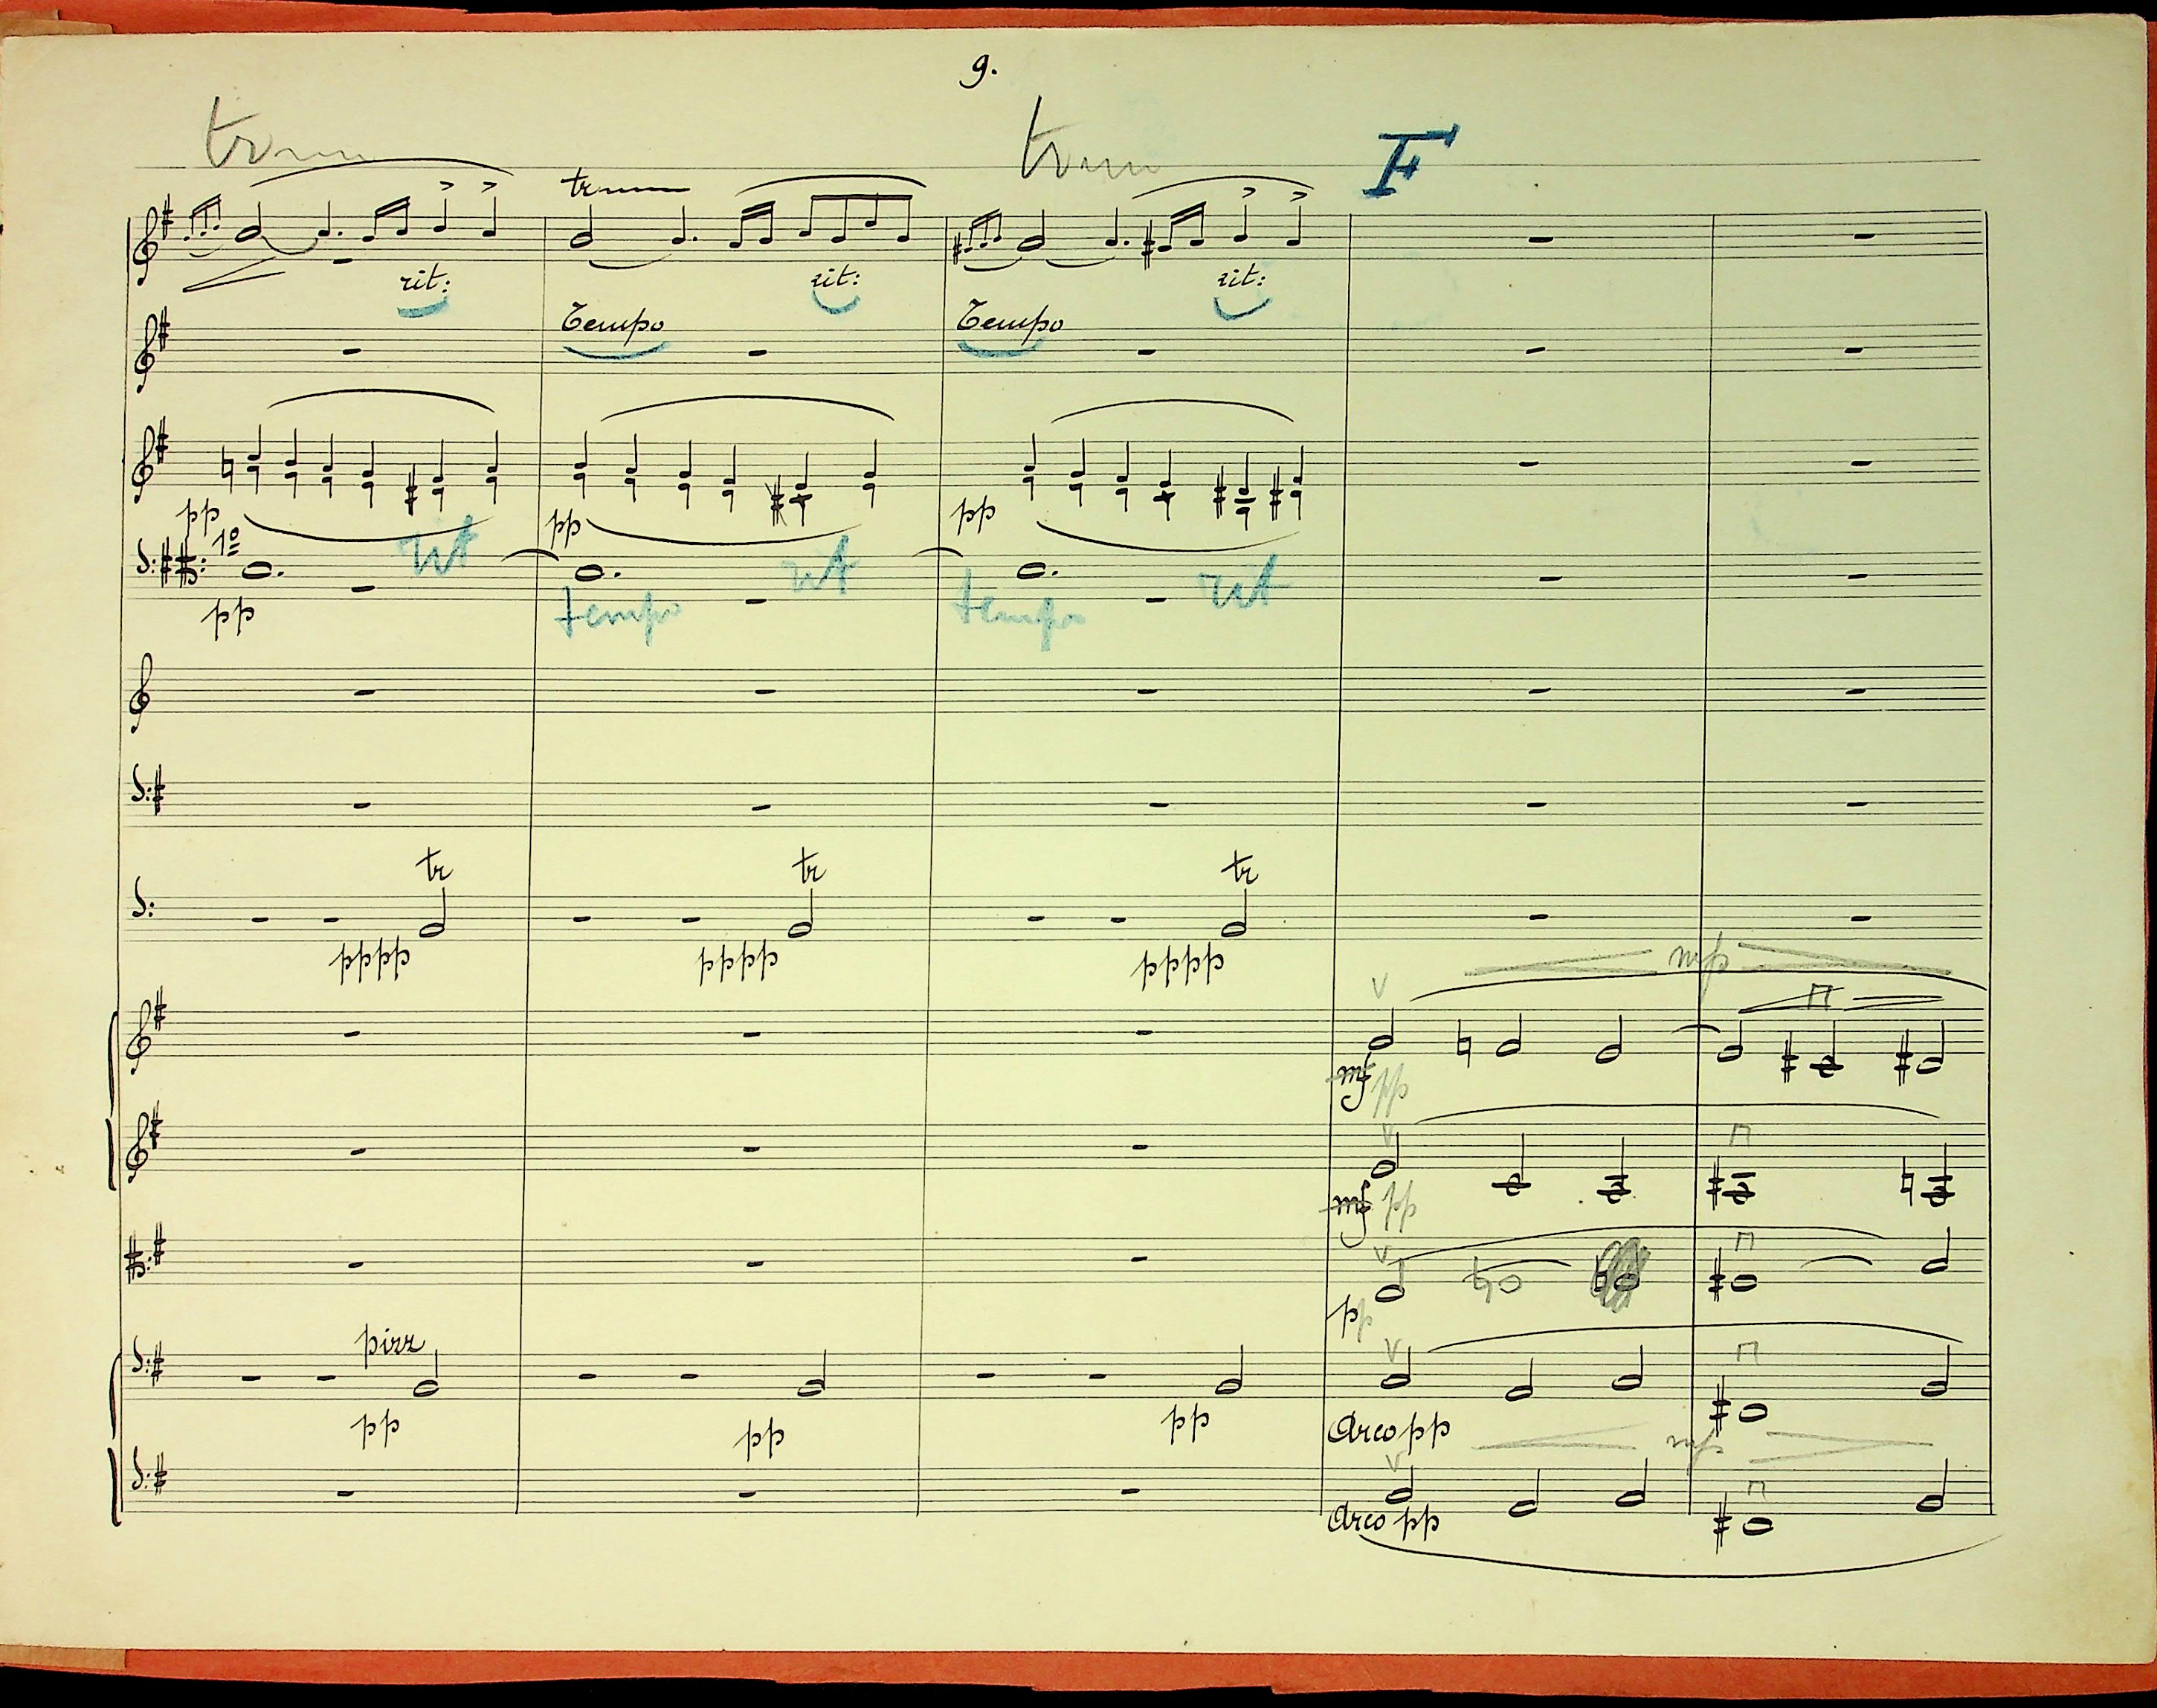 9.
tr tr F
tr
rit: rit: rit:
Tempo Tempo
pp pp pp
1º rit rit rit
pp tempo tempo
tr tr tr
pppp pppp pppp
mp
mf pp
mf pp
pp
pizz
pp pp pp Arco pp
mp
Arco pp